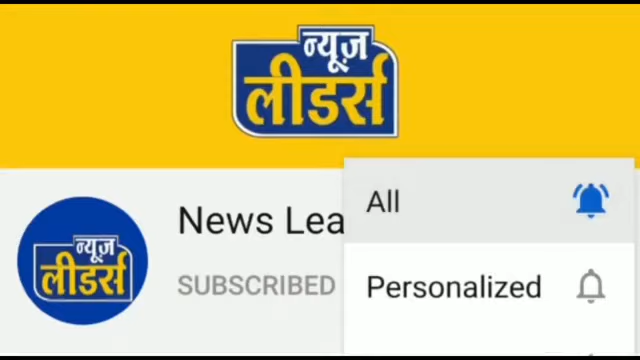 न्यूज़
लीडर्स
All
News Lea
न्यूज़
लीडर्स
SUBSCRIBED
Personalized